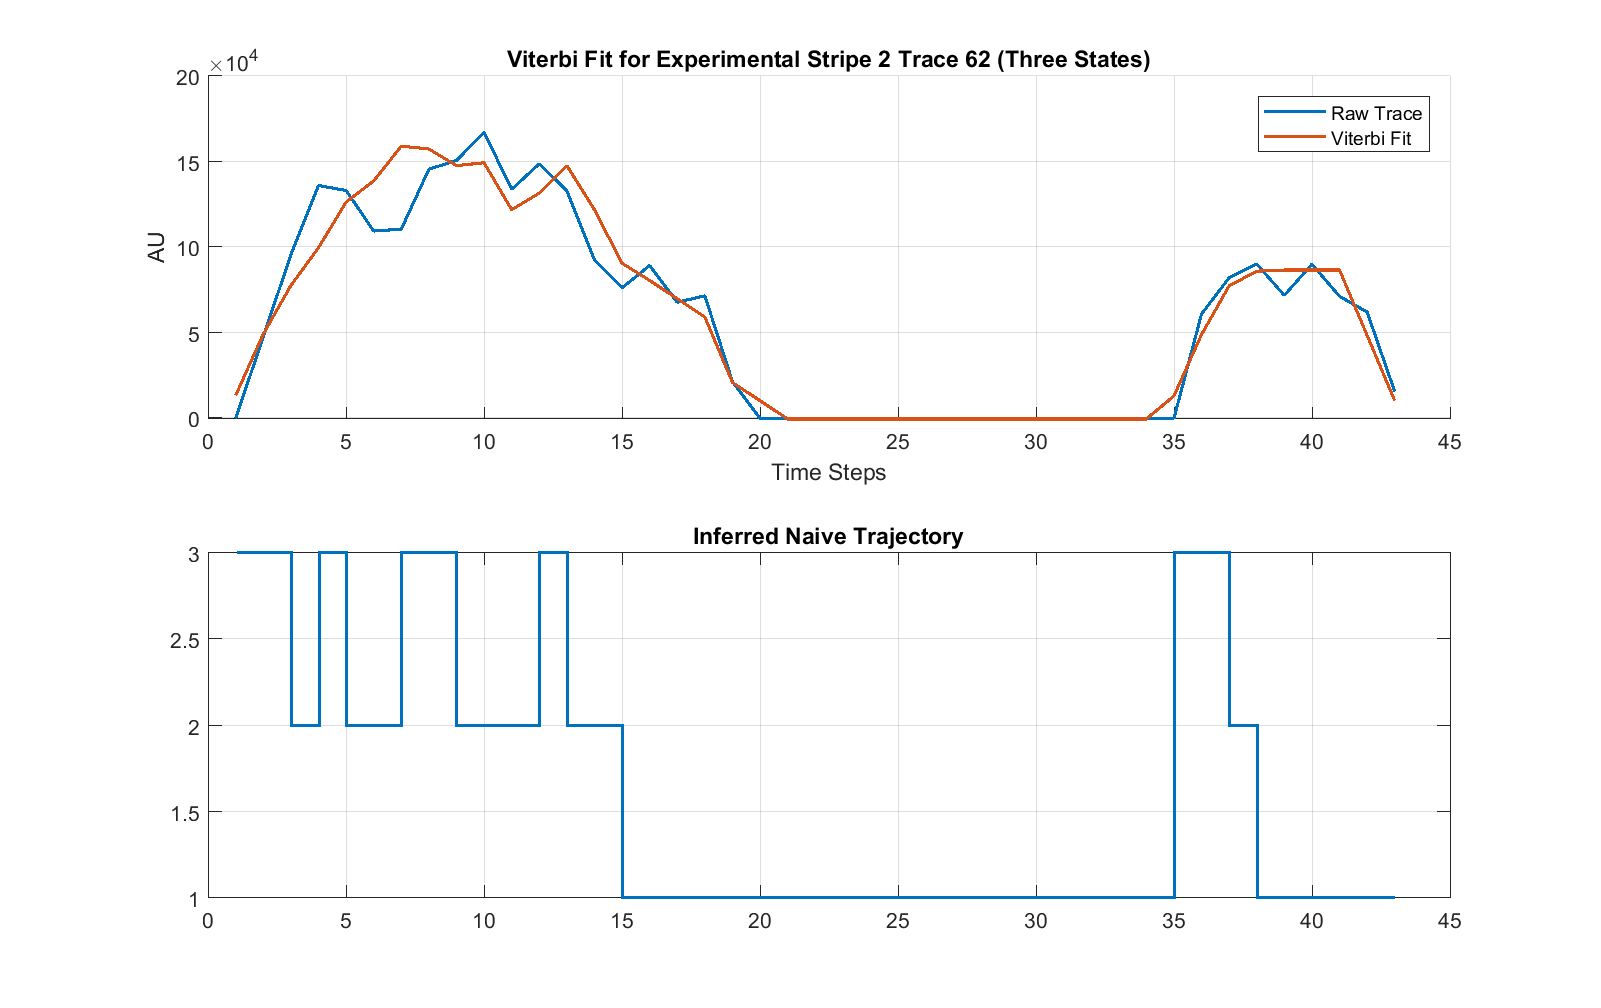 Viterbi Fit for Experimental Stripe 2 Trace 62 (Three States)
×10⁴
20
15
10
5
0
AU
Raw Trace
Viterbi Fit
0 5 10 15 20 25 30 35 40 45
Time Steps
Inferred Naive Trajectory
3
2.5
2
1.5
1
0 5 10 15 20 25 30 35 40 45